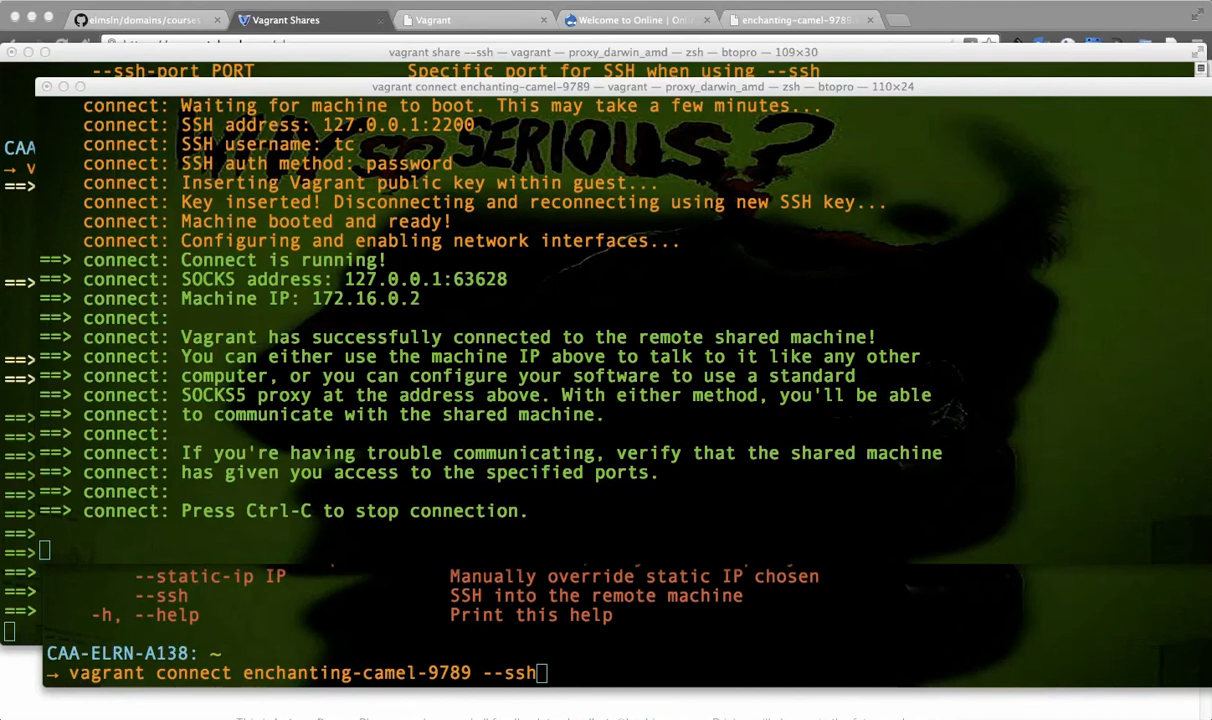 elmsln/domains/courses
Vagrant Shares
Vagrant
Welcome to Online | Onli
enchanting-camel-9789.
vagrant share --ssh — vagrant — proxy_darwin_amd — zsh — btopro — 109×30
--ssh-port PORT Specific port for SSH when using --ssh
vagrant connect enchanting-camel-9789 — vagrant — proxy_darwin_amd — zsh — btopro — 110×24
connect: Waiting for machine to boot. This may take a few minutes...
connect: SSH address: 127.0.0.1:2200
WHY SO SERIOUS?
CAA
connect: SSH username: tc
connect: SSH auth method: password
→ v
==>
connect: Inserting Vagrant public key within guest...
connect: Key inserted! Disconnecting and reconnecting using new SSH key...
connect: Machine booted and ready!
connect: Configuring and enabling network interfaces...
==> connect: Connect is running!
==>==> connect: SOCKS address: 127.0.0.1:63628
==> connect: Machine IP: 172.16.0.2
==> connect:
==> connect: Vagrant has successfully connected to the remote shared machine!
==>==> connect: You can either use the machine IP above to talk to it like any other
==>==> connect: computer, or you can configure your software to use a standard
==> connect: SOCKS5 proxy at the address above. With either method, you'll be able
==>==> connect: to communicate with the shared machine.
==>==> connect:
==>==> connect: If you're having trouble communicating, verify that the shared machine
==>==> connect: has given you access to the specified ports.
==>==> connect:
==>==> connect: Press Ctrl-C to stop connection.
==>
==>
==>
--static-ip IP Manually override static IP chosen
==>
--ssh SSH into the remote machine
==>
-h, --help Print this help
CAA-ELRN-A138: ~
→ vagrant connect enchanting-camel-9789 --ssh